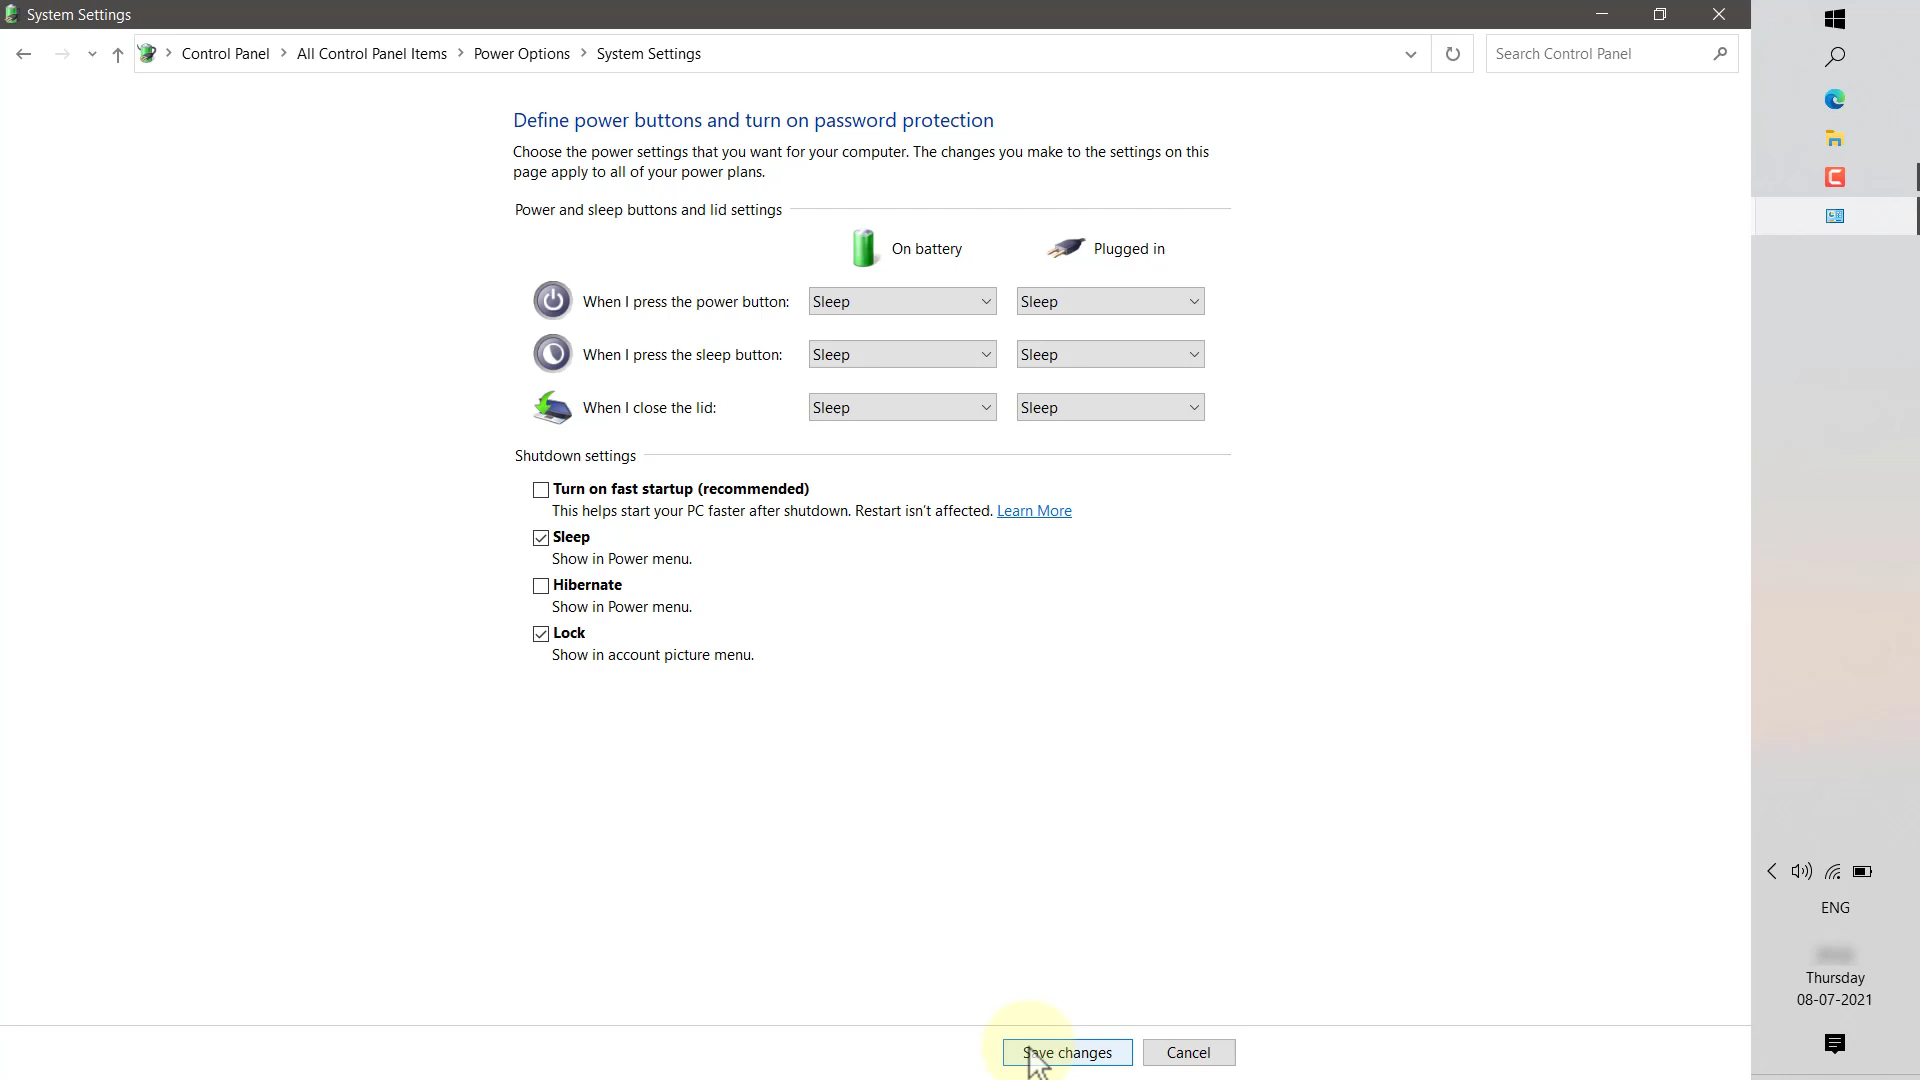 System Settings
Control Panel > All Control Panel Items > Power Options > System Settings
Search Control Panel
Define power buttons and turn on password protection
Choose the power settings that you want for your computer. The changes you make to the settings on this
page apply to all of your power plans.
Power and sleep buttons and lid settings
On battery Plugged in
When I press the power button: Sleep Sleep
When I press the sleep button: Sleep Sleep
When I close the lid: Sleep Sleep
Shutdown settings
Turn on fast startup (recommended)
This helps start your PC faster after shutdown. Restart isn't affected. Learn More
Sleep
Show in Power menu.
Hibernate
Show in Power menu.
Lock
Show in account picture menu.
Save changes Cancel
ENG
Thursday
08-07-2021